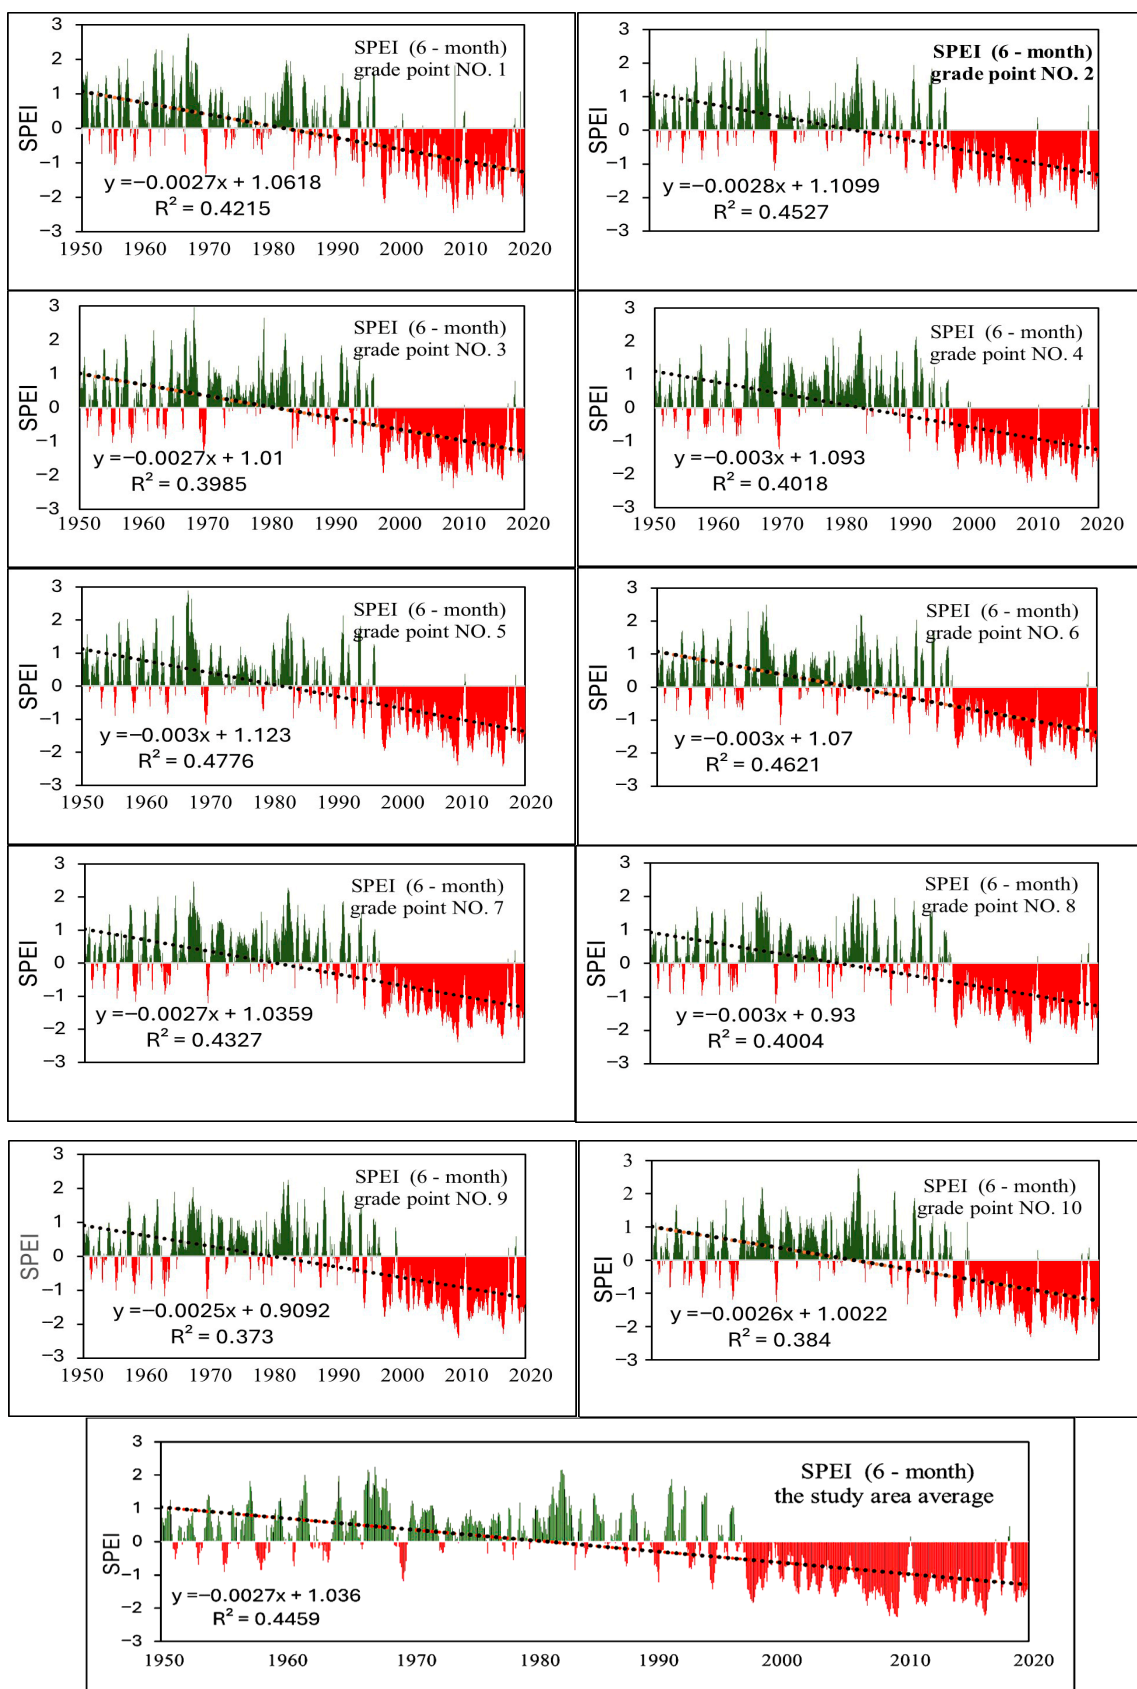 SPEI (6 - month)
grade point NO. 1
3
2
1
0
−1
−2
−3
SPEI
y =−0.0027x + 1.0618
R² = 0.4215
1950 1960 1970 1980 1990 2000 2010 2020
SPEI (6 - month)
grade point NO. 2
3
2
1
0
−1
−2
−3
SPEI
y =−0.0028x + 1.1099
R² = 0.4527
SPEI (6 - month)
grade point NO. 3
3
2
1
0
−1
−2
−3
SPEI
y =−0.0027x + 1.01
R² = 0.3985
1950 1960 1970 1980 1990 2000 2010 2020
SPEI (6 - month)
grade point NO. 4
3
2
1
0
−1
−2
−3
SPEI
y =−0.003x + 1.093
R² = 0.4018
1950 1960 1970 1980 1990 2000 2010 2020
SPEI (6 - month)
grade point NO. 5
3
2
1
0
−1
−2
−3
SPEI
y =−0.003x + 1.123
R² = 0.4776
1950 1960 1970 1980 1990 2000 2010 2020
SPEI (6 - month)
grade point NO. 6
3
2
1
0
−1
−2
−3
SPEI
y =−0.003x + 1.07
R² = 0.4621
SPEI (6 - month)
grade point NO. 7
3
2
1
0
−1
−2
−3
SPEI
y =−0.0027x + 1.0359
R² = 0.4327
SPEI (6 - month)
grade point NO. 8
3
2
1
0
−1
−2
−3
SPEI
y =−0.003x + 0.93
R² = 0.4004
SPEI (6 - month)
grade point NO. 9
3
2
1
0
−1
−2
−3
SPEI
y =−0.0025x + 0.9092
R² = 0.373
1950 1960 1970 1980 1990 2000 2010 2020
SPEI (6 - month)
grade point NO. 10
3
2
1
0
−1
−2
−3
SPEI
y =−0.0026x + 1.0022
R² = 0.384
SPEI (6 - month)
the study area average
3
2
1
0
−1
−2
−3
SPEI
y =−0.0027x + 1.036
R² = 0.4459
1950 1960 1970 1980 1990 2000 2010 2020